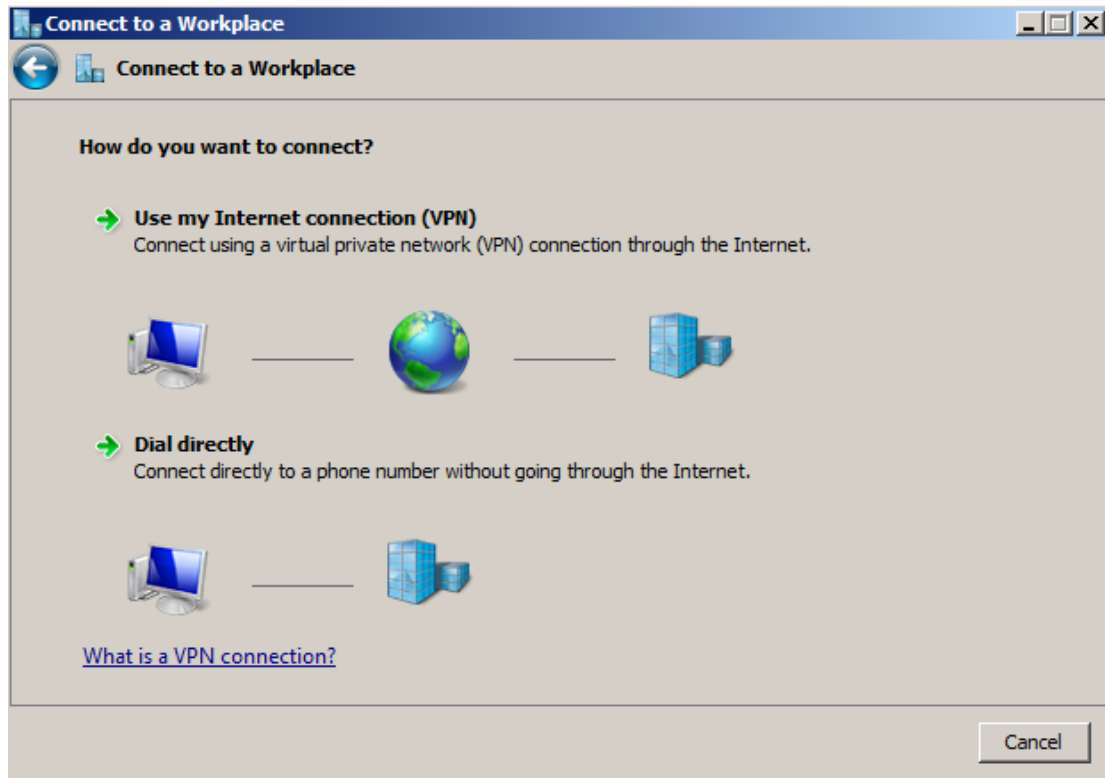 Connect to a Workplace
Connect to a Workplace
How do you want to connect?
Use my Internet connection (VPN)
Connect using a virtual private network (VPN) connection through the Internet.
Dial directly
Connect directly to a phone number without going through the Internet.
What is a VPN connection?
Cancel